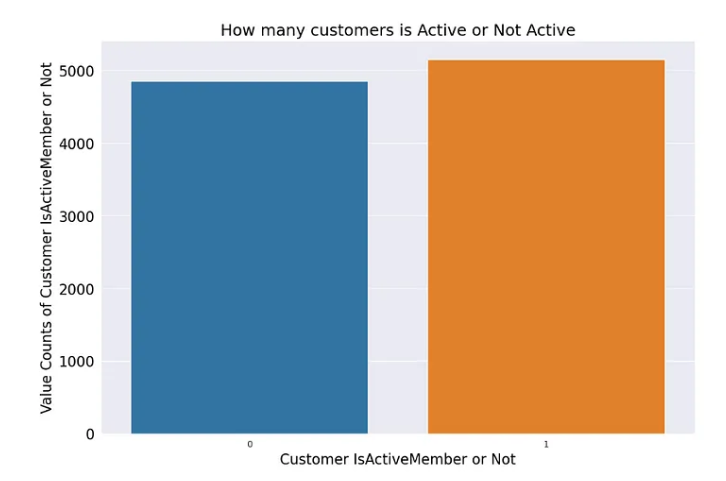 How many customers is Active or Not Active
Value Counts of Customer IsActiveMember or Not
5000
4000
3000
2000
1000
0
0 1
Customer IsActiveMember or Not